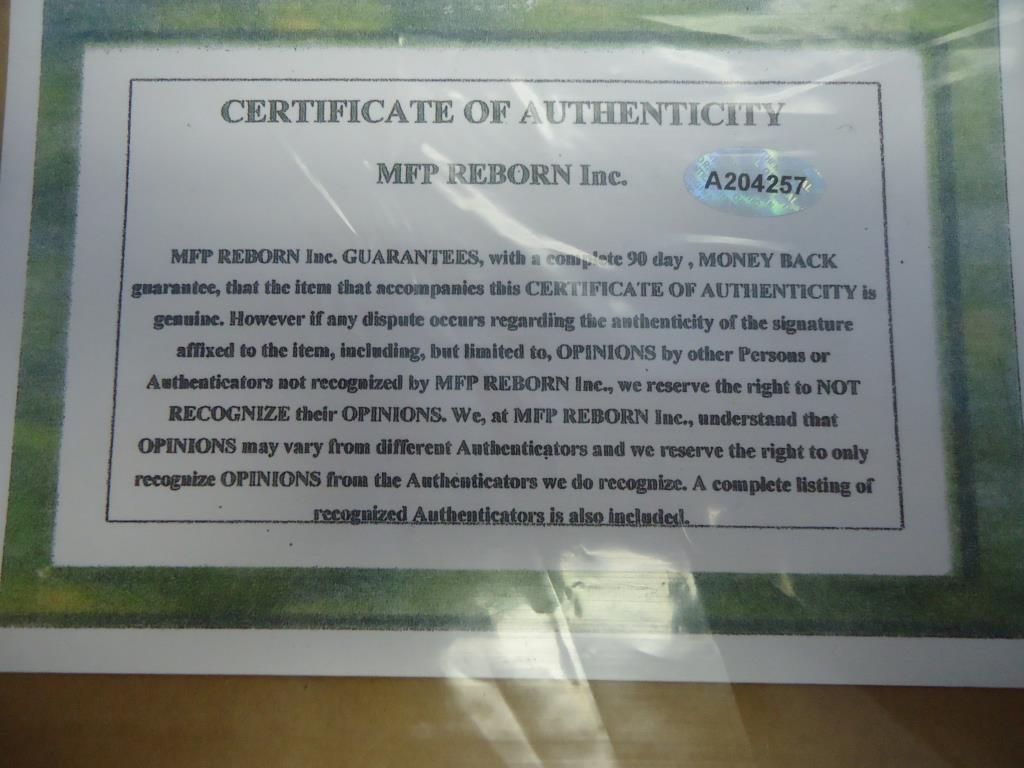 CERTIFICATE OF AUTHENTICITY
MFP REBORN Inc.
A204257
MFP REBORN Inc. GUARANTEES, with a complete 90 day , MONEY BACK
guarantee, that the item that accompanies this CERTIFICATE OF AUTHENTICITY is
genuine. However if any dispute occurs regarding the authenticity of the signature
affixed to the item, including, but limited to, OPINIONS by other Persons or
Authenticators not recognized by MFP REBORN Inc., we reserve the right to NOT
RECOGNIZE their OPINIONS. We, at MFP REBORN Inc., understand that
OPINIONS may vary from different Authenticators and we reserve the right to only
recognize OPINIONS from the Authenticators we do recognize. A complete listing of
recognized Authenticators is also included.